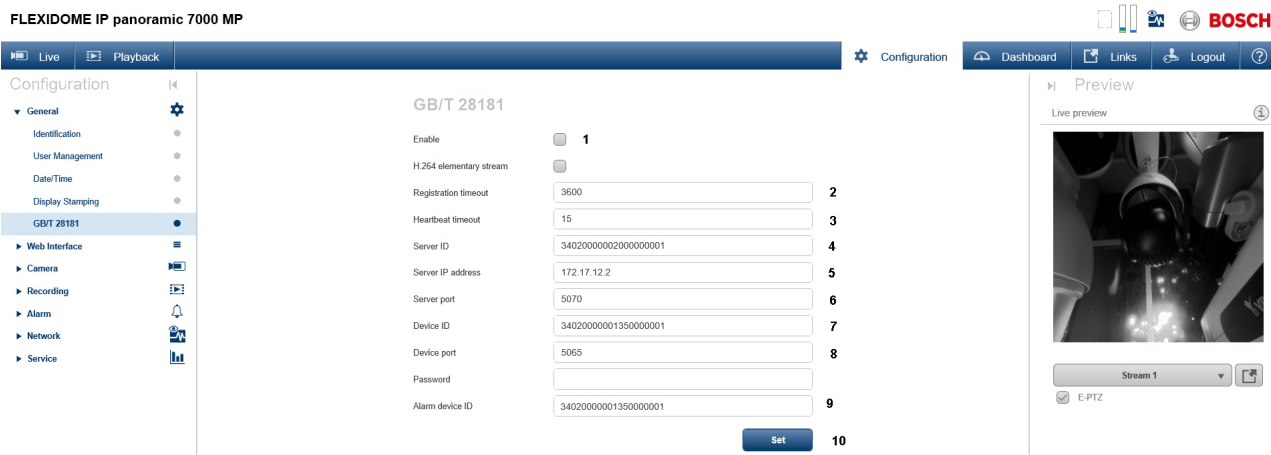 FLEXIDOME IP panoramic 7000 MP
BOSCH
Live Playback Configuration Dashboard Links Logout ?
Configuration
General
Identification
User Management
Date/Time
Display Stamping
GB/T 28181
Web Interface
Camera
Recording
Alarm
Network
Service
GB/T 28181
Enable 1
H.264 elementary stream
Registration timeout 3600 2
Heartbeat timeout 15 3
Server ID 34020000002000000001 4
Server IP address 172.17.12.2 5
Server port 5070 6
Device ID 34020000001350000001 7
Device port 5065 8
Password
Alarm device ID 34020000001350000001 9
Set 10
Preview
Live preview i
Stream 1
E-PTZ